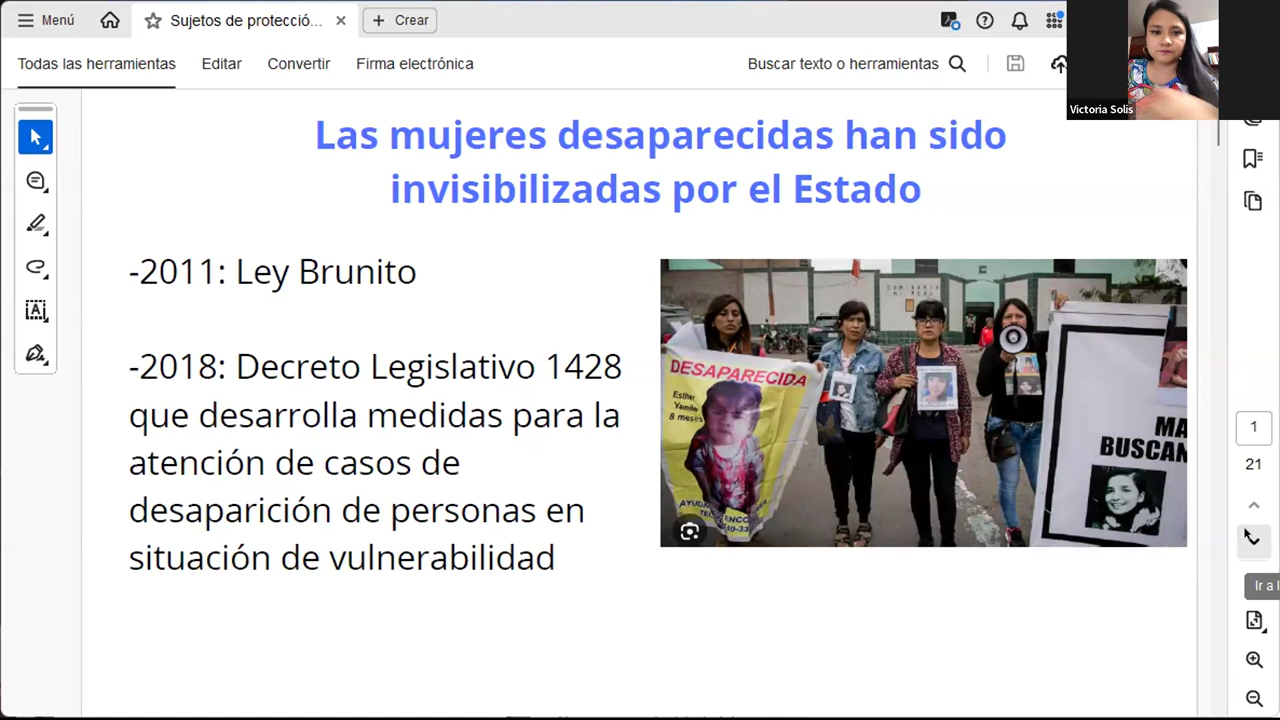 Menú
Sujetos de protecció...
Crear
Todas las herramientas
Editar
Convertir
Firma electrónica
Buscar texto o herramientas
Victoria Solis
Las mujeres desaparecidas han sido
invisibilizadas por el Estado
-2011: Ley Brunito
-2018: Decreto Legislativo 1428
que desarrolla medidas para la
atención de casos de
desaparición de personas en
situación de vulnerabilidad
DESAPARECIDA
Esther
Yamile
8 meses
MA
BUSCAN
1
21
Ir a l